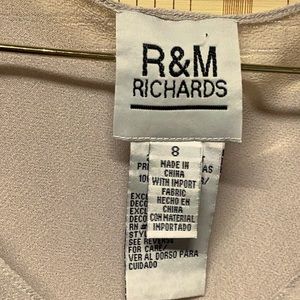 R&M
RICHARDS
8
MADE IN
CHINA
WITH IMPORT
FABRIC
HECHO EN
CHINA
CON MATERIAL
IMPORTADO
RN #
SEE REVERSE
FOR CARE/
VER AL DORSO PARA
CUIDADO